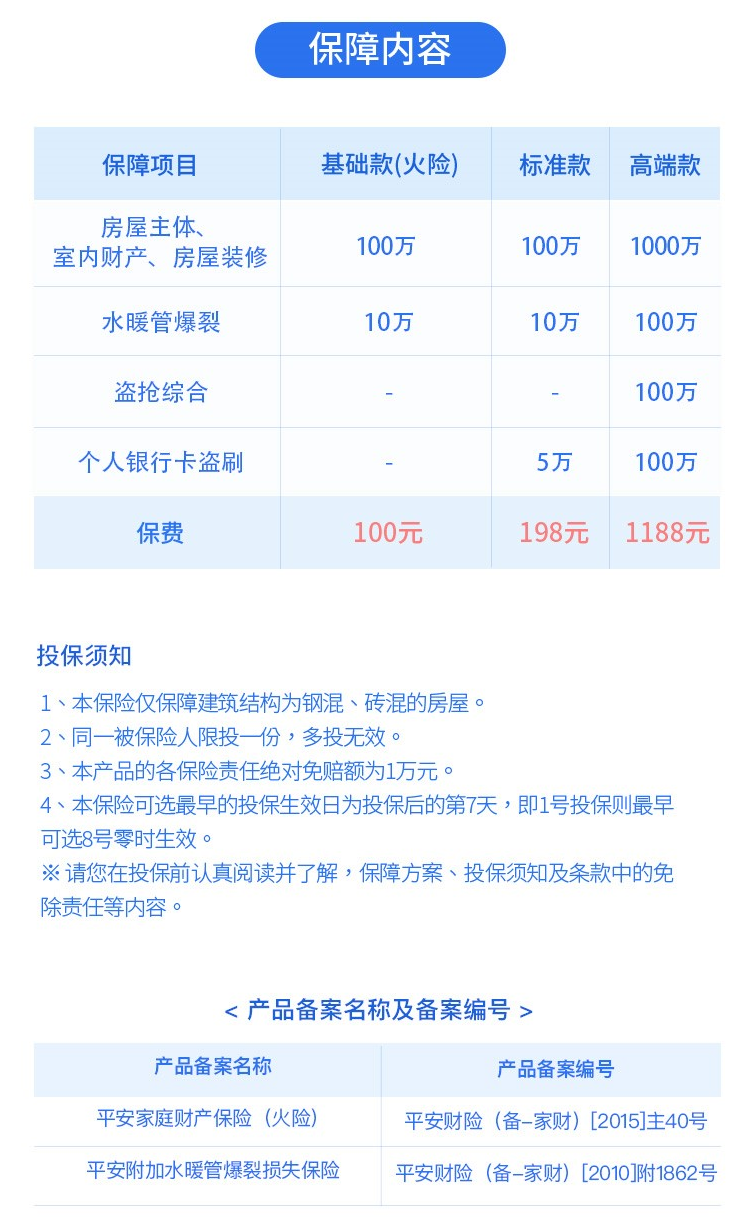 保障内容
保障项目 基础款(火险) 标准款 高端款
房屋主体、
室内财产、房屋装修 100万 100万 1000万
水暖管爆裂 10万 10万 100万
盗抢综合 - - 100万
个人银行卡盗刷 - 5万 100万
保费 100元 198元 1188元
投保须知
1、本保险仅保障建筑结构为钢混、砖混的房屋。
2、同一被保险人限投一份，多投无效。
3、本产品的各保险责任绝对免赔额为1万元。
4、本保险可选最早的投保生效日为投保后的第7天，即1号投保则最早
可选8号零时生效。
※ 请您在投保前认真阅读并了解，保障方案、投保须知及条款中的免
除责任等内容。
< 产品备案名称及备案编号 >
产品备案名称 产品备案编号
平安家庭财产保险（火险） 平安财险（备-家财）[2015]主40号
平安附加水暖管爆裂损失保险 平安财险（备-家财）[2010]附1862号